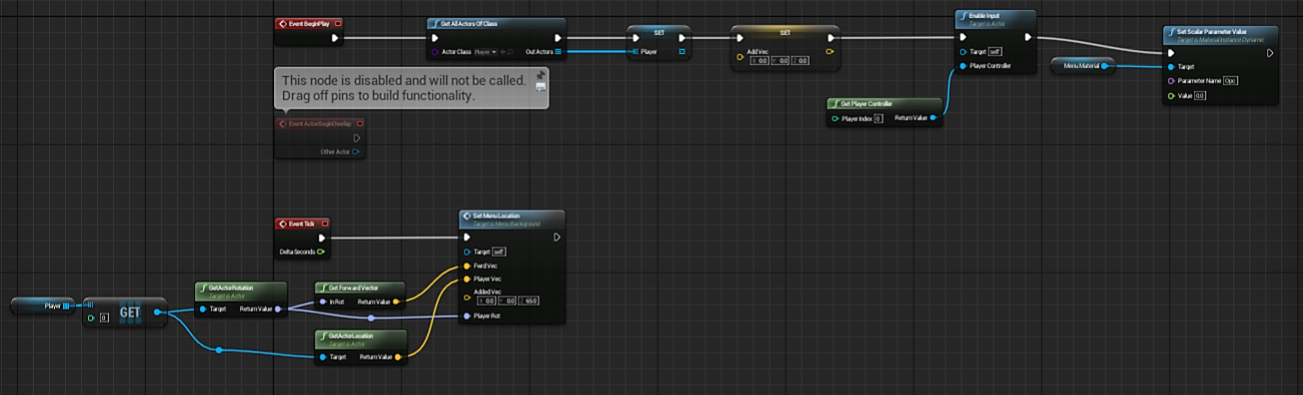 Event BeginPlay
Get All Actors Of Class
Actor Class Player
Out Actors
SET
Player
SET
Add Vec
X 0.0 Y 0.0 Z 0.0
Enable Input
Target is Actor
Target self
Player Controller
Get Player Controller
Player Index 0 Return Value
Menu Material
Set Scalar Parameter Value
Target is Material Instance Dynamic
Target
Parameter Name Opc
Value 0.0
This node is disabled and will not be called.
Drag off pins to build functionality.
Event ActorBeginOverlap
Other Actor
Event Tick
Delta Seconds
Set Menu Location
Target is Menu Background
Target self
Fwrd Vec
Player Vec
Added Vec
X 0.0 Y 0.0 Z 65.0
Player Rot
Player
GET
0
GetActorRotation
Target is Actor
Target Return Value
Get Forward Vector
In Rot Return Value
GetActorLocation
Target is Actor
Target Return Value